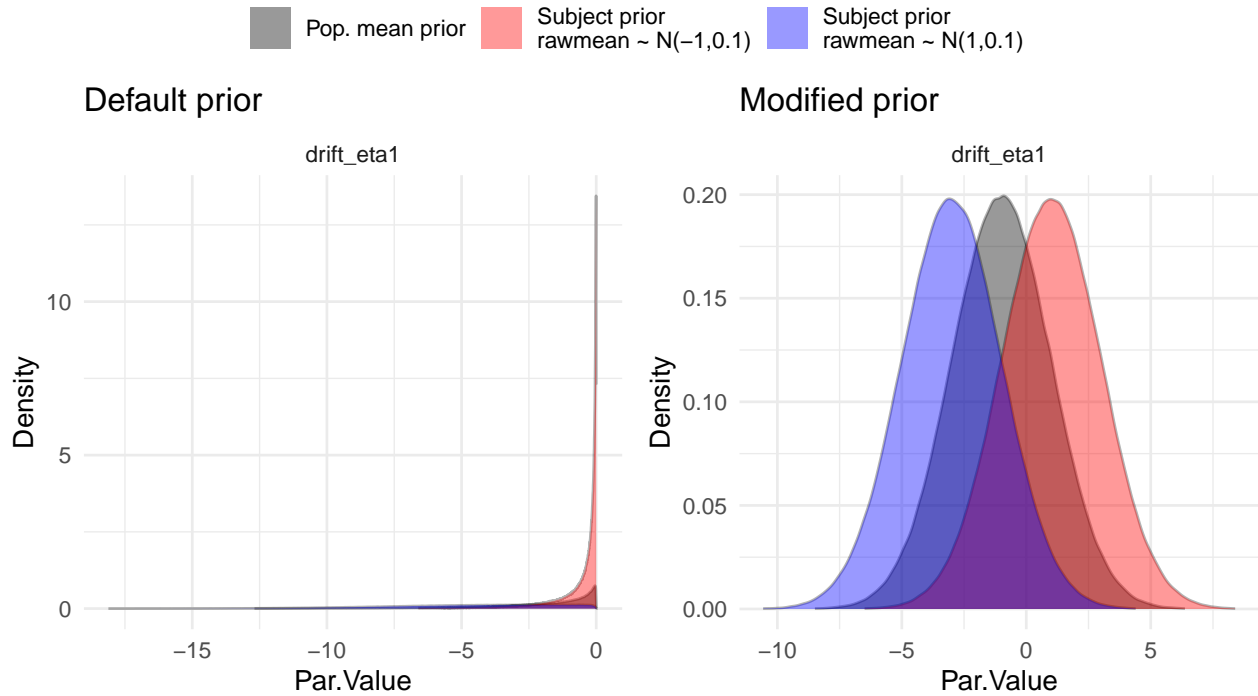 Pop. mean prior
Subject prior
rawmean ~ N(−1,0.1)
Subject prior
rawmean ~ N(1,0.1)
Default prior
drift_eta1
Density
10
5
0
−15
−10
−5
0
Par.Value
Modified prior
drift_eta1
Density
0.20
0.15
0.10
0.05
0.00
−10
−5
0
5
Par.Value